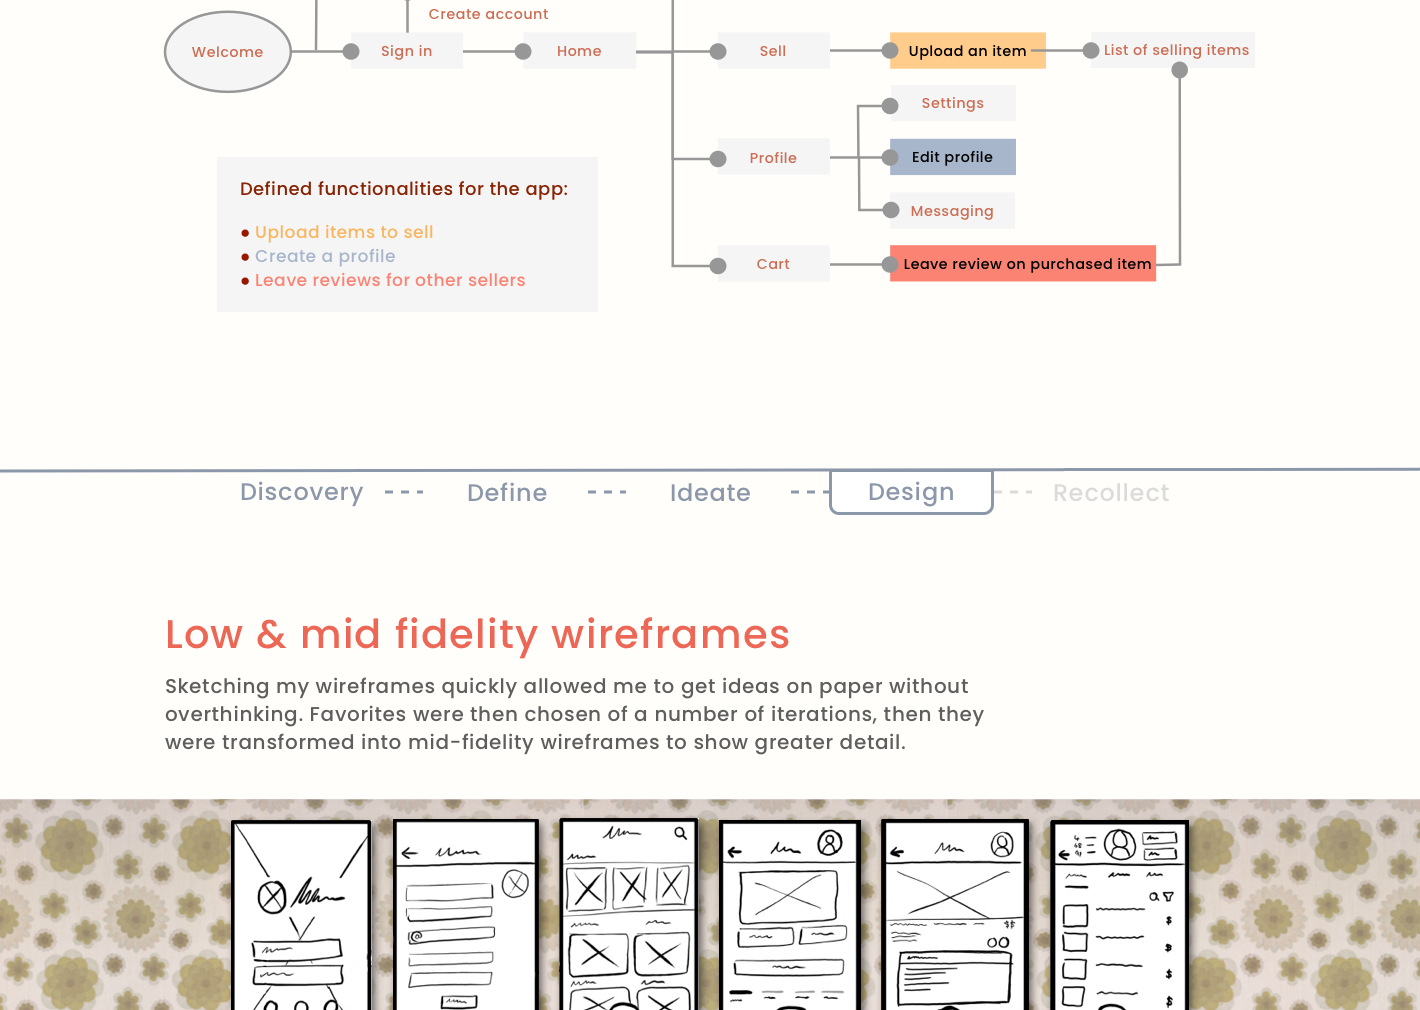 Create account
Welcome
Sign in
Home
Sell
Upload an item
List of selling items
Settings
Profile
Edit profile
Messaging
Cart
Leave review on purchased item
Defined functionalities for the app:
Upload items to sell
Create a profile
Leave reviews for other sellers
Discovery
Define
Ideate
Design
Recollect
Low & mid fidelity wireframes
Sketching my wireframes quickly allowed me to get ideas on paper without
overthinking. Favorites were then chosen of a number of iterations, then they
were transformed into mid-fidelity wireframes to show greater detail.
$$
$
$
$
$